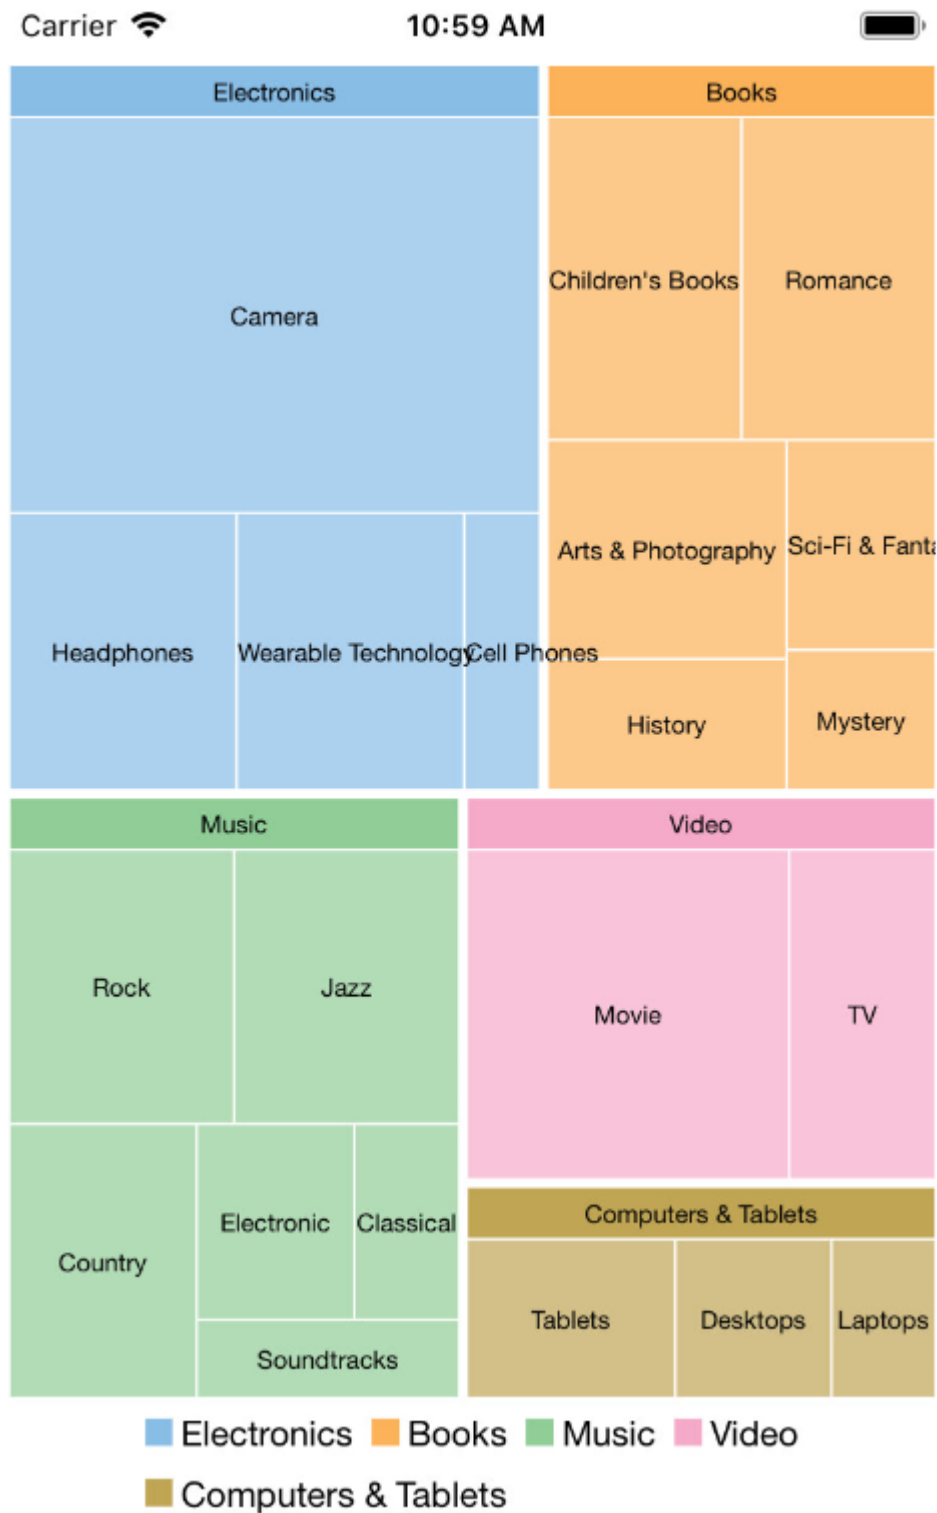 Carrier
10:59 AM
Electronics
Camera
Headphones
Wearable Technology
Cell Phones
Books
Children's Books
Romance
Arts & Photography
Sci-Fi & Fanta
History
Mystery
Music
Rock
Jazz
Country
Electronic
Classical
Soundtracks
Video
Movie
TV
Computers & Tablets
Tablets
Desktops
Laptops
Electronics Books Music Video
Computers & Tablets